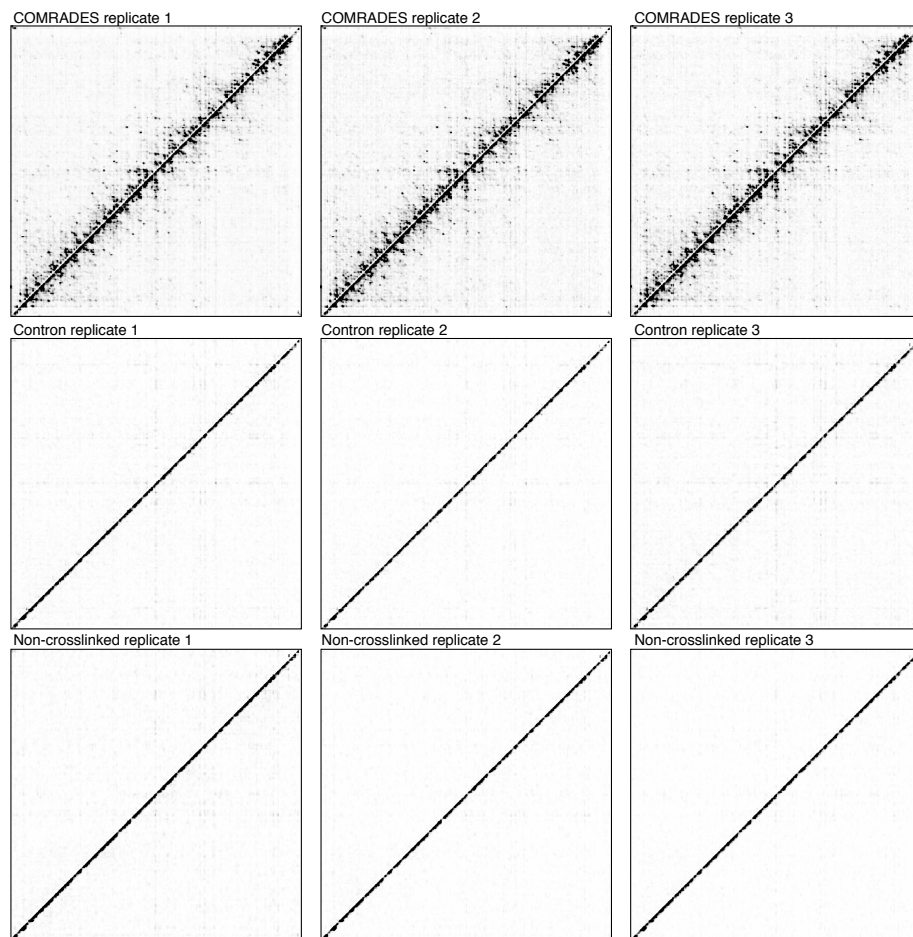 COMRADES replicate 1
COMRADES replicate 2
COMRADES replicate 3
Contron replicate 1
Contron replicate 2
Contron replicate 3
Non-crosslinked replicate 1
Non-crosslinked replicate 2
Non-crosslinked replicate 3